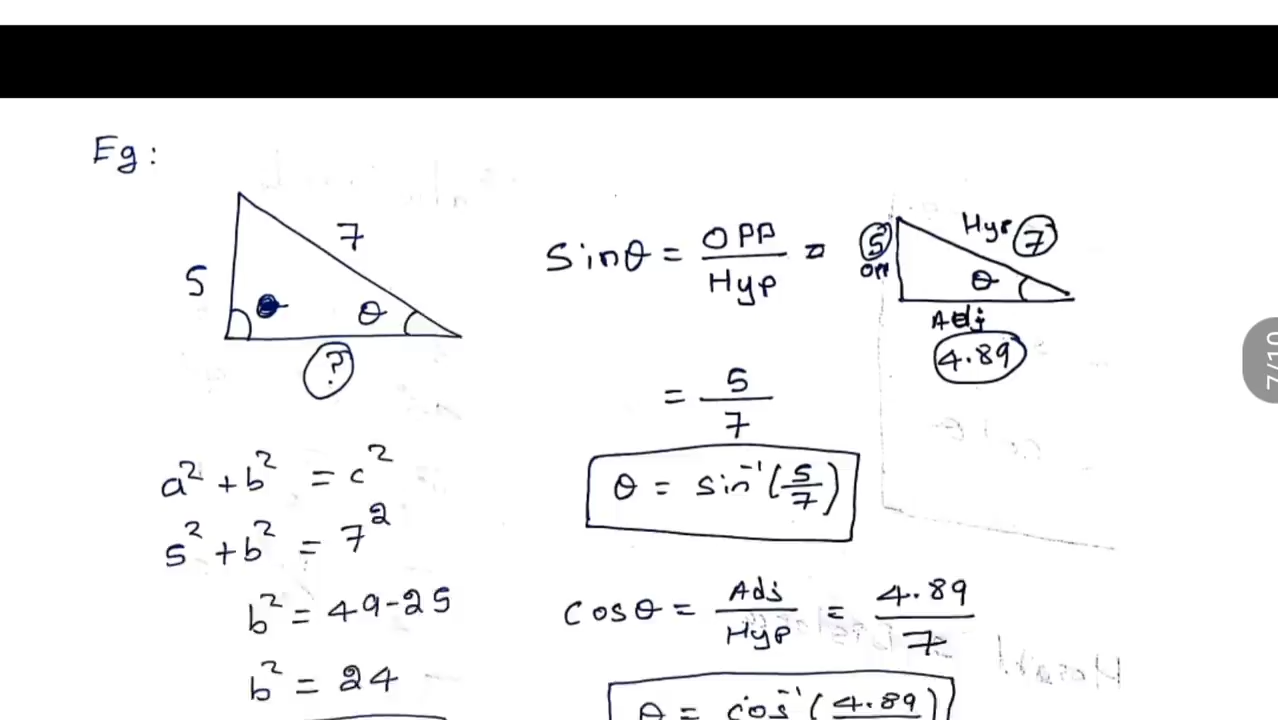 Eg:
7
5
θ
?
a² + b² = c²
5² + b² = 7²
b² = 49-25
b² = 24
Sinθ = OPP/Hyp =
5
OPP
Hyp 7
θ
Adj
4.89
= 5/7
θ = sin⁻¹(5/7)
Cosθ = Adj/Hyp = 4.89/7
θ = cos⁻¹(4.89/
7/10